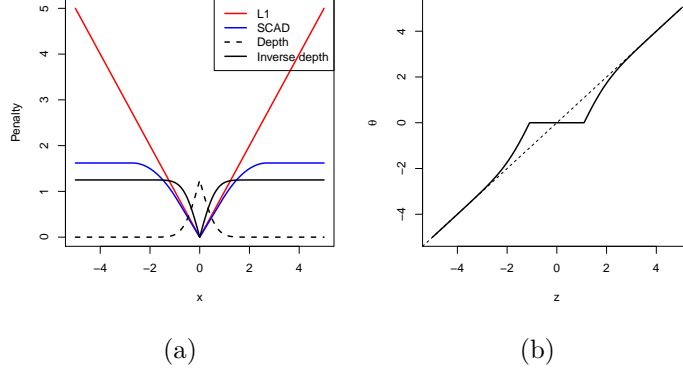 L1
SCAD
Depth
Inverse depth
Penalty
5
4
3
2
1
0
−4 −2 0 2 4
x
(a)
θ
4
2
0
−2
−4
−4 −2 0 2 4
z
(b)